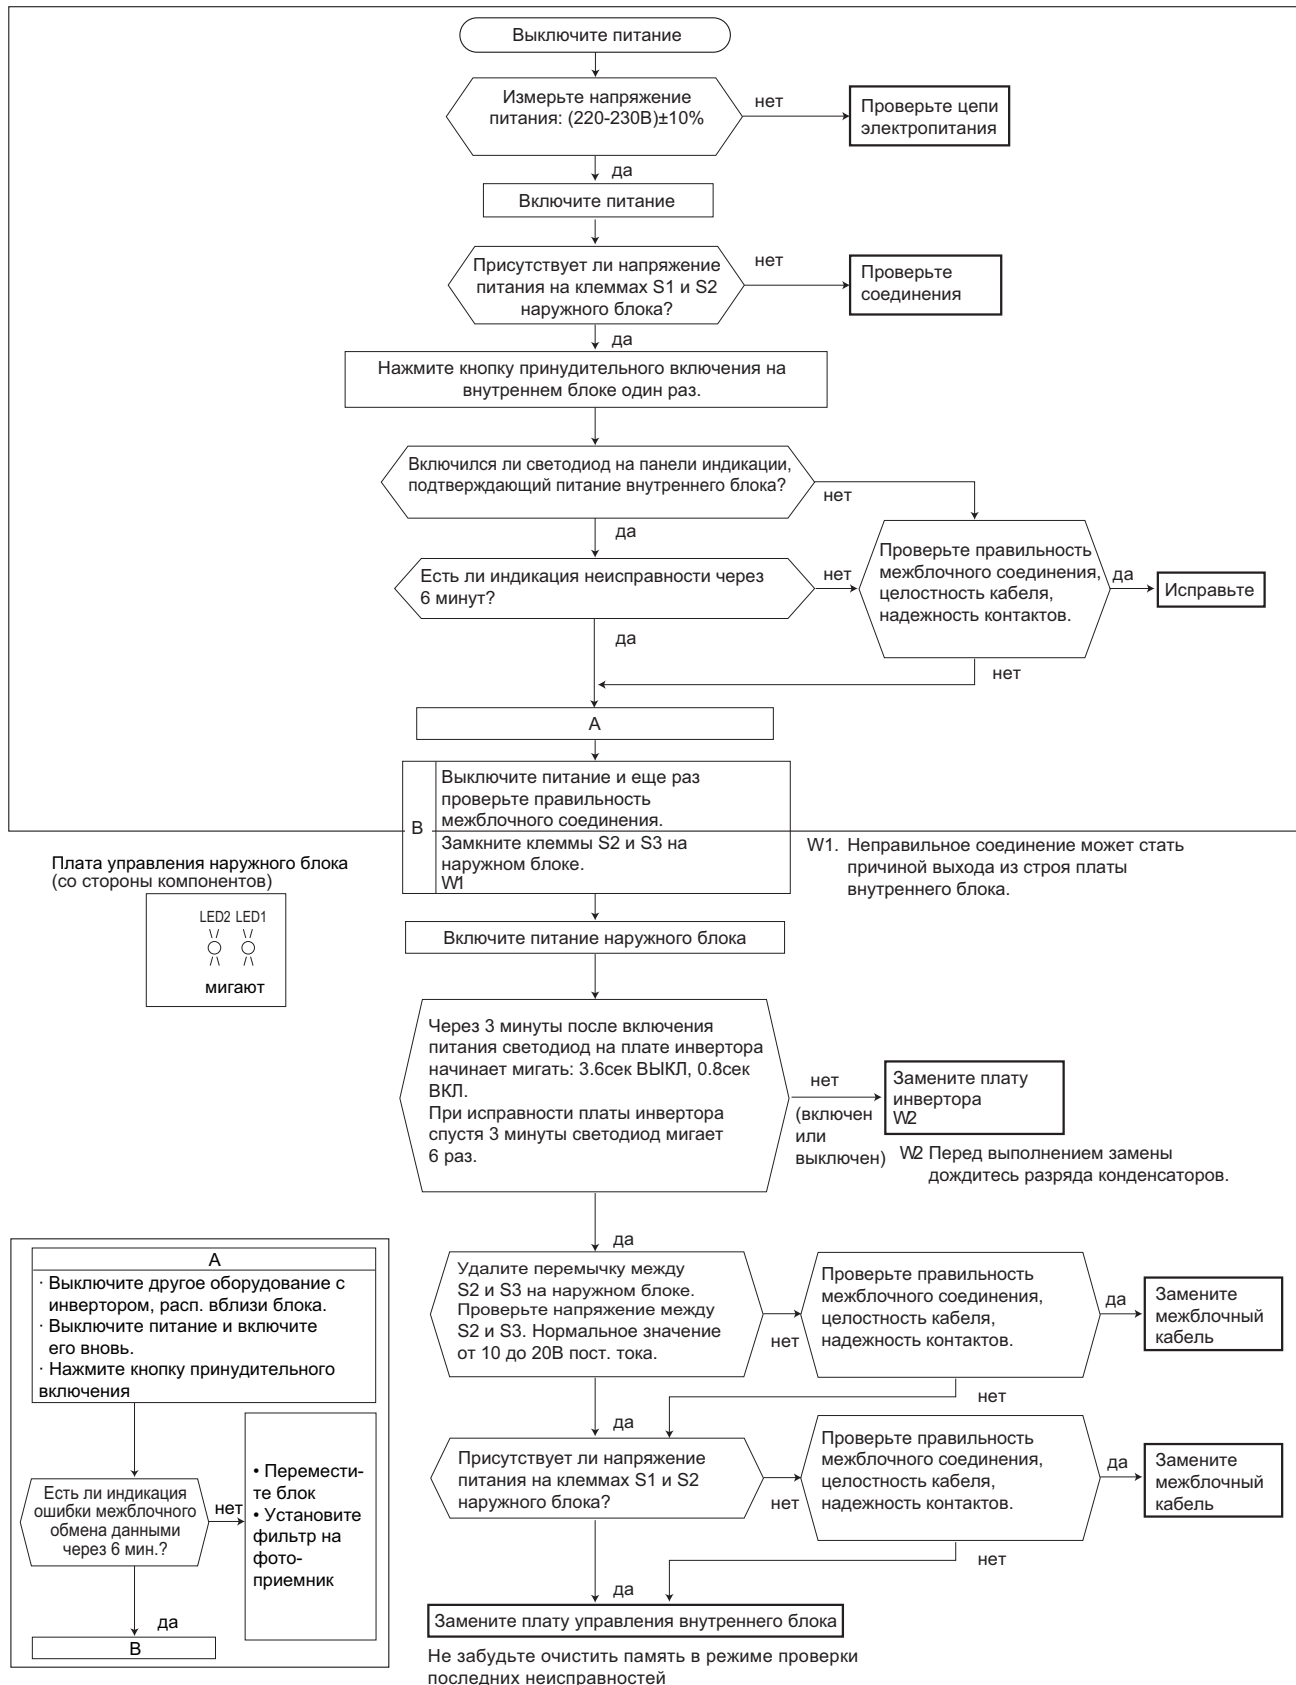 Выключите питание
Измерьте напряжение
питания: (220-230В)±10%
нет
Проверьте цепи
электропитания
да
Включите питание
Присутствует ли напряжение
питания на клеммах S1 и S2
наружного блока?
нет
Проверьте
соединения
да
Нажмите кнопку принудительного включения на
внутреннем блоке один раз.
Включился ли светодиод на панели индикации,
подтверждающий питание внутреннего блока?
нет
да
Есть ли индикация неисправности через
6 минут?
нет
Проверьте правильность
межблочного соединения,
целостность кабеля,
надежность контактов.
да
Исправьте
да
нет
A
B
Выключите питание и еще раз
проверьте правильность
межблочного соединения.
Замкните клеммы S2 и S3 на
наружном блоке.
W1
W1. Неправильное соединение может стать
причиной выхода из строя платы
внутреннего блока.
Плата управления наружного блока
(со стороны компонентов)
LED2 LED1
мигают
Включите питание наружного блока
Через 3 минуты после включения
питания светодиод на плате инвертора
начинает мигать: 3.6сек ВЫКЛ, 0.8сек
ВКЛ.
При исправности платы инвертора
спустя 3 минуты светодиод мигает
6 раз.
нет
(включен
или
выключен)
Замените плату
инвертора
W2
W2 Перед выполнением замены
дождитесь разряда конденсаторов.
да
Удалите перемычку между
S2 и S3 на наружном блоке.
Проверьте напряжение между
S2 и S3. Нормальное значение
от 10 до 20В пост. тока.
нет
Проверьте правильность
межблочного соединения,
целостность кабеля,
надежность контактов.
да
Замените
межблочный
кабель
нет
да
Присутствует ли напряжение
питания на клеммах S1 и S2
наружного блока?
нет
Проверьте правильность
межблочного соединения,
целостность кабеля,
надежность контактов.
да
Замените
межблочный
кабель
нет
да
Замените плату управления внутреннего блока
Не забудьте очистить память в режиме проверки
последних неисправностей
A
· Выключите другое оборудование с
инвертором, расп. вблизи блока.
· Выключите питание и включите
его вновь.
· Нажмите кнопку принудительного
включения
Есть ли индикация
ошибки межблочного
обмена данными
через 6 мин.?
нет
• Перемести-
те блок
• Установите
фильтр на
фото-
приемник
да
B